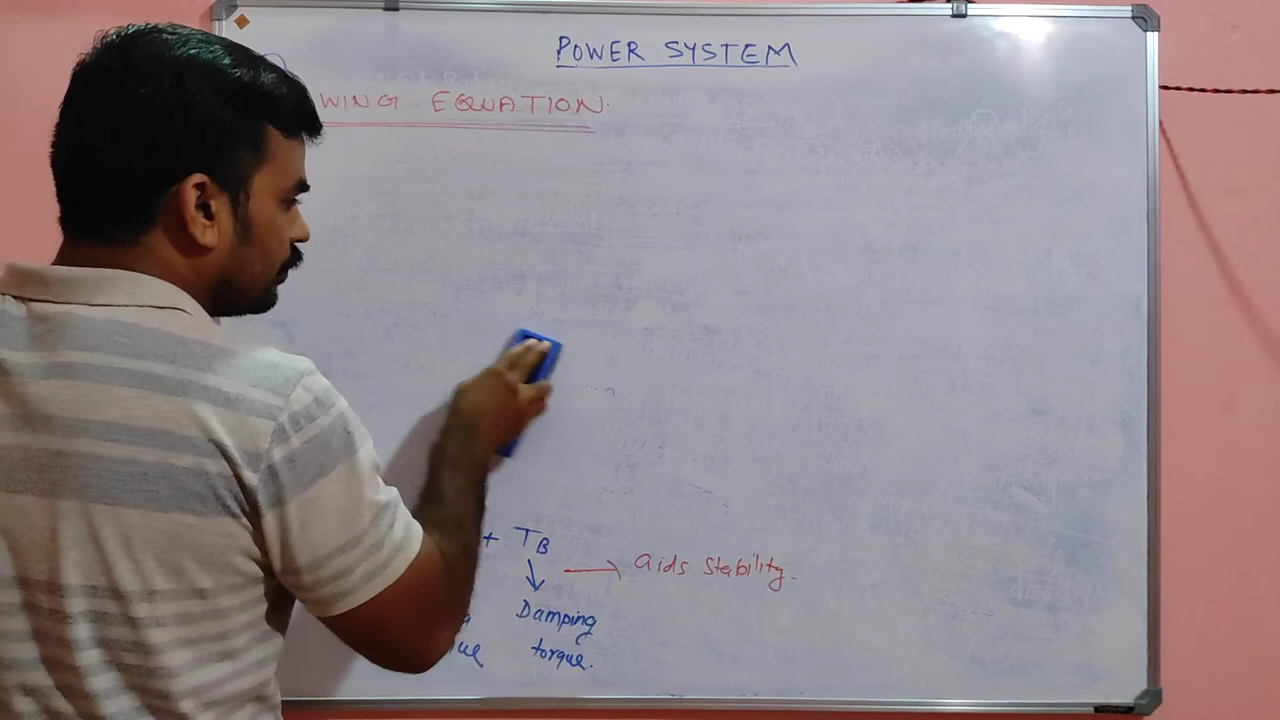 POWER SYSTEM
WING EQUATION.
+ TB
aids stability.
Damping
torque.